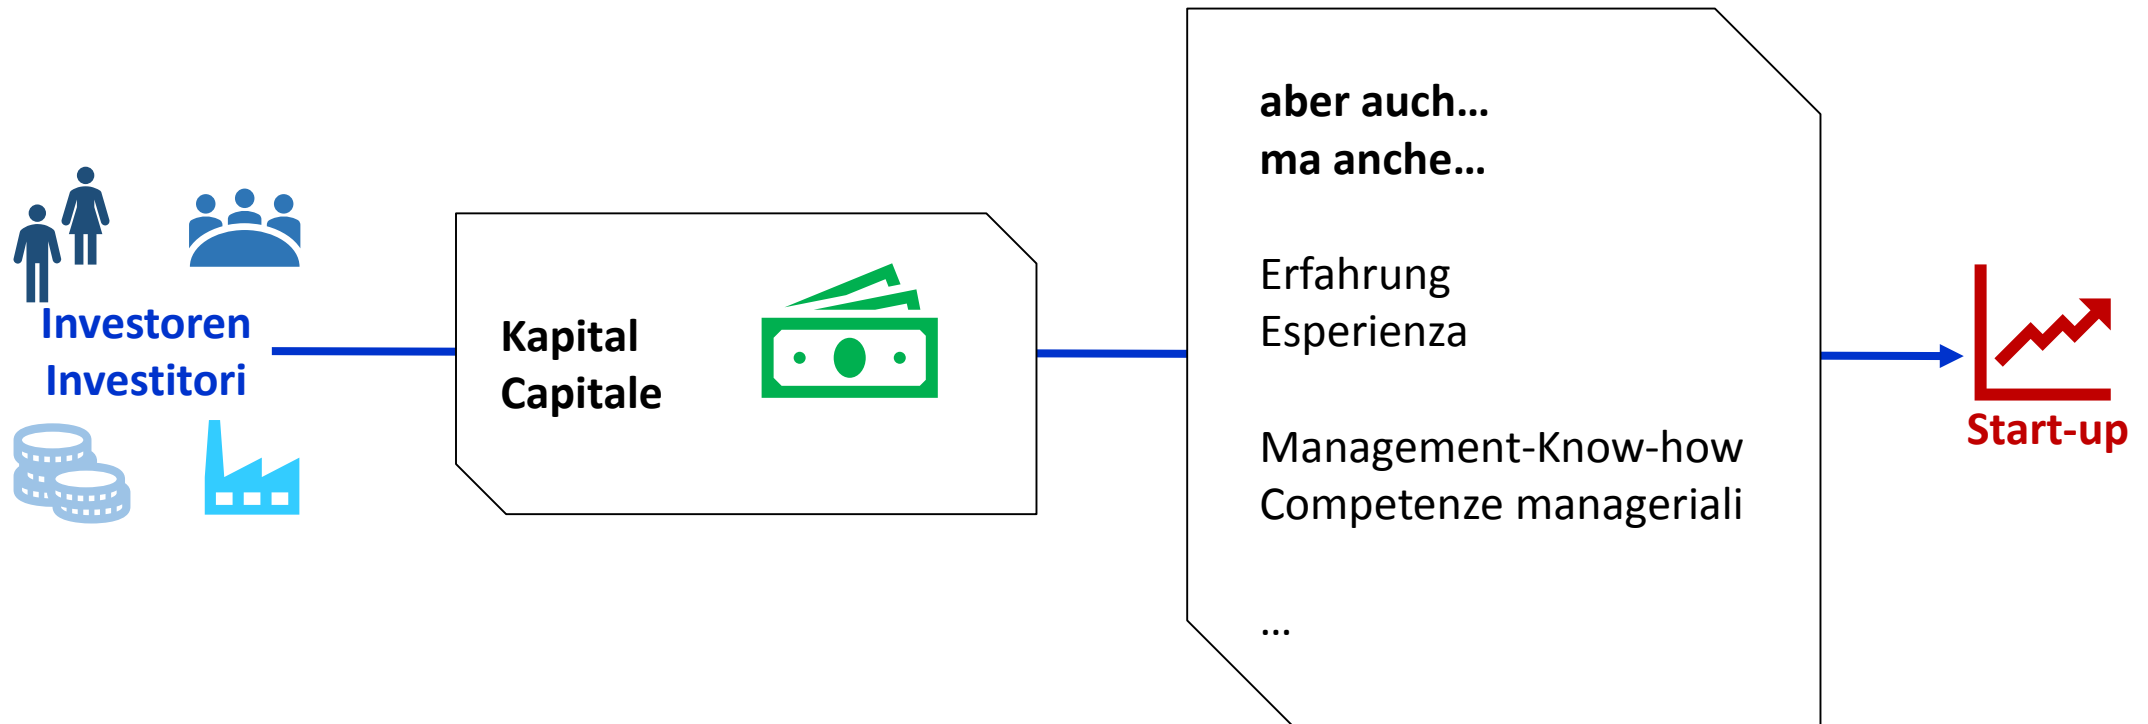 Investoren
Investitori
Kapital
Capitale
aber auch…
ma anche…
Erfahrung
Esperienza
Management-Know-how
Competenze manageriali
…
Start-up